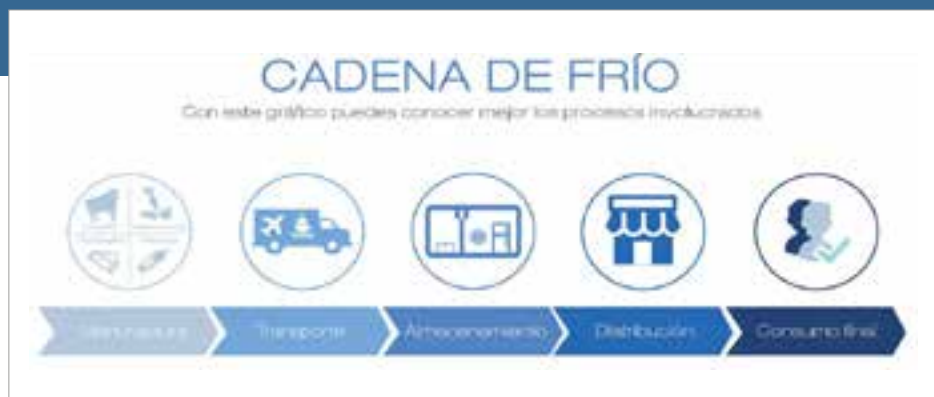 CADENA DE FRÍO
Con este gráfico puedes conocer mejor los procesos involucrados
Transporte
Almacenamiento
Distribución
Consumo final